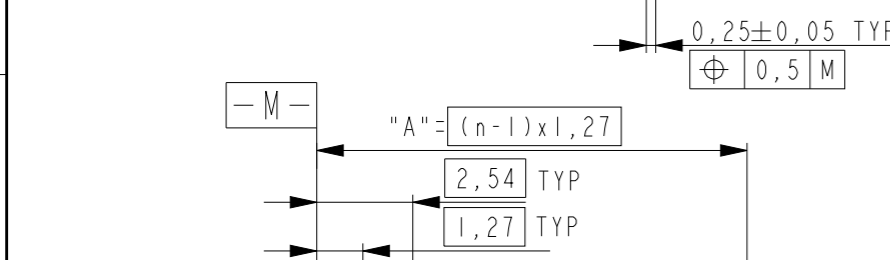 0,25±0,05 TYP
⌖ 0,5 M
-M-
"A"=(n-1)x1,27
2,54 TYP
1,27 TYP